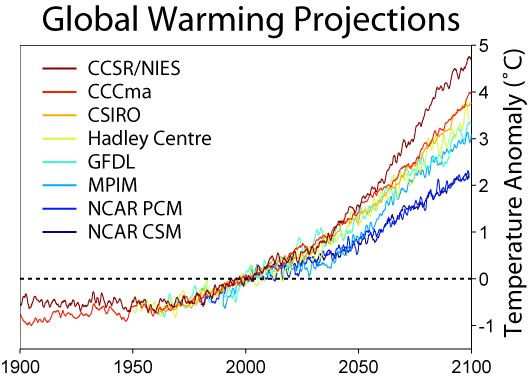 Global Warming Projections
CCSR/NIES
CCCma
CSIRO
Hadley Centre
GFDL
MPIM
NCAR PCM
NCAR CSM
5
4
3
2
1
0
-1
Temperature Anomaly (˚C)
1900 1950 2000 2050 2100